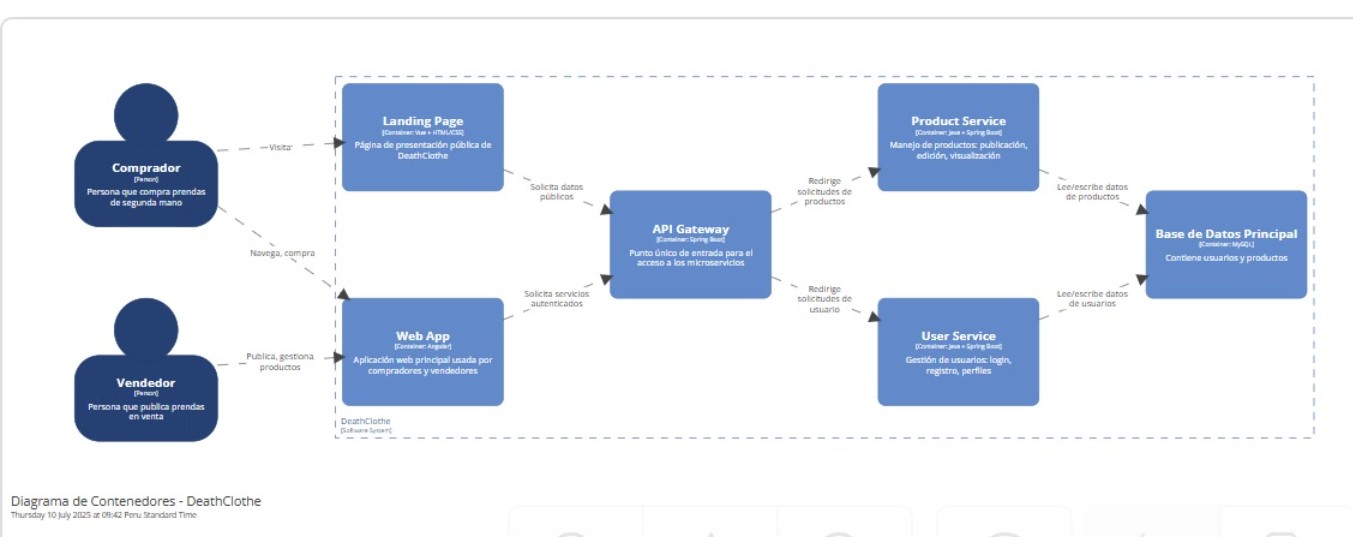 Comprador
[Person]
Persona que compra prendas
de segunda mano
Vendedor
[Person]
Persona que publica prendas
en venta
Visita
Navega, compra
Publica, gestiona
productos
Landing Page
[Container: Vue + HTML/CSS]
Página de presentación pública de
DeathClothe
Web App
[Container: Angular]
Aplicación web principal usada por
compradores y vendedores
DeathClothe
[Software System]
Solicita datos
públicos
Solicita servicios
autenticados
API Gateway
[Container: Spring Boot]
Punto único de entrada para el
acceso a los microservicios
Redirige
solicitudes de
productos
Redirige
solicitudes de
usuario
Product Service
[Container: Java + Spring Boot]
Manejo de productos: publicación,
edición, visualización
User Service
[Container: Java + Spring Boot]
Gestión de usuarios: login,
registro, perfiles
Lee/escribe datos
de productos
Lee/escribe datos
de usuarios
Base de Datos Principal
[Container: MySQL]
Contiene usuarios y productos
Diagrama de Contenedores - DeathClothe
Thursday 10 July 2025 at 09:42 Peru Standard Time